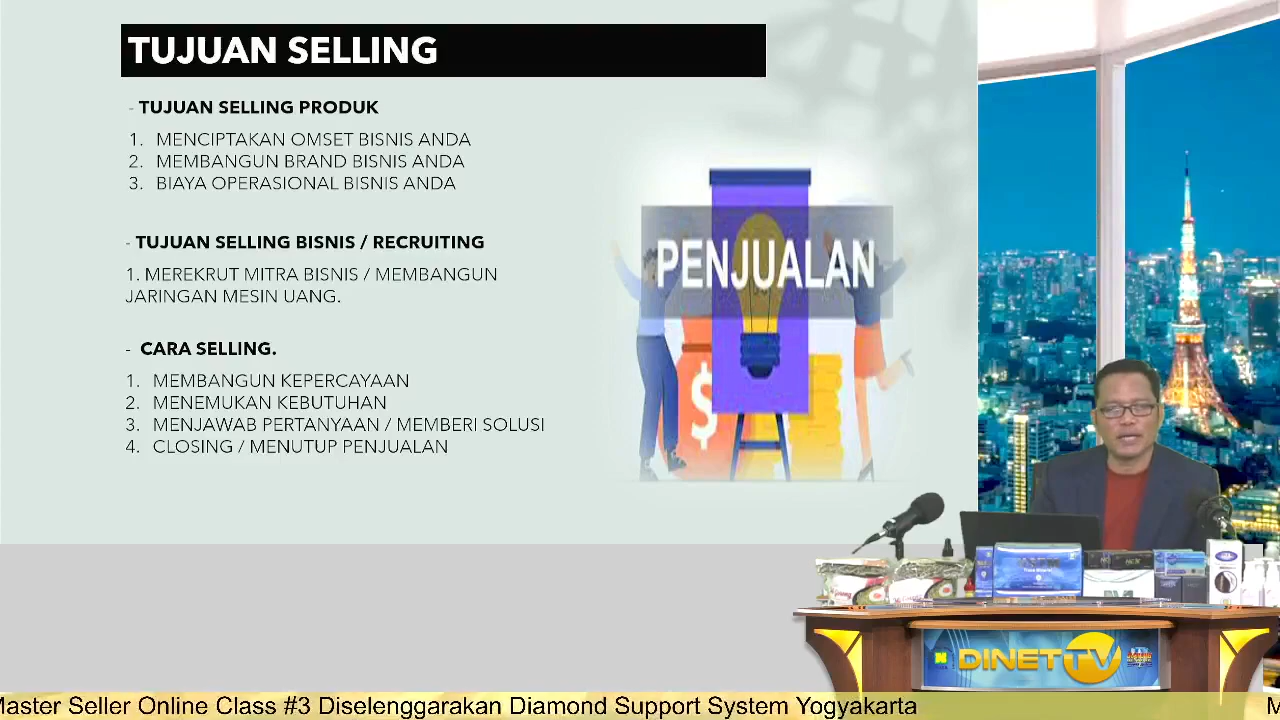 TUJUAN SELLING
- TUJUAN SELLING PRODUK
1. MENCIPTAKAN OMSET BISNIS ANDA
2. MEMBANGUN BRAND BISNIS ANDA
3. BIAYA OPERASIONAL BISNIS ANDA
- TUJUAN SELLING BISNIS / RECRUITING
1. MEREKRUT MITRA BISNIS / MEMBANGUN
JARINGAN MESIN UANG.
- CARA SELLING.
1. MEMBANGUN KEPERCAYAAN
2. MENEMUKAN KEBUTUHAN
3. MENJAWAB PERTANYAAN / MEMBERI SOLUSI
4. CLOSING / MENUTUP PENJUALAN
PENJUALAN
$
DINET TV
Master Seller Online Class #3 Diselenggarakan Diamond Support System Yogyakarta
M